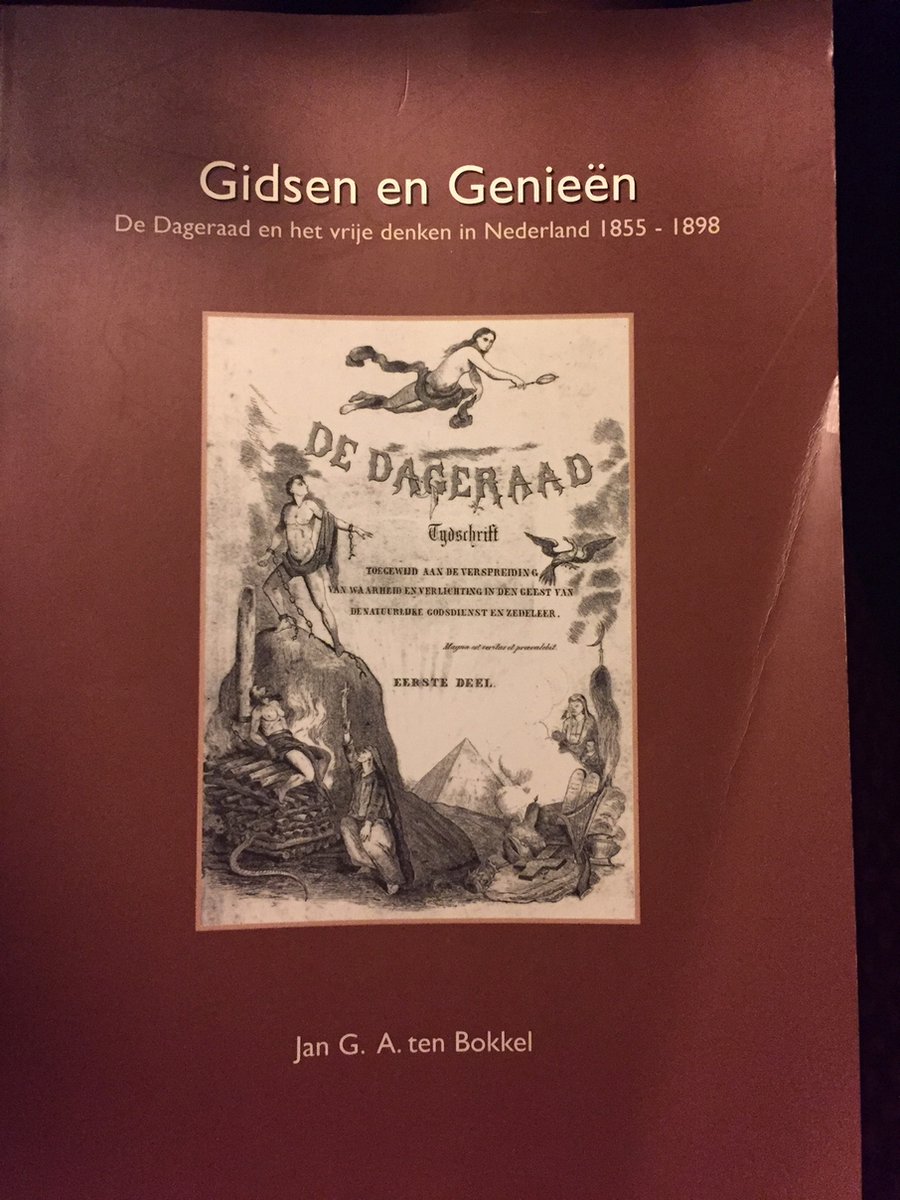 Gidsen en Genieën
De Dageraad en het vrije denken in Nederland 1855 - 1898
DE DAGERAAD
Tydschrift
TOEGEWIJD AAN DE VERSPREIDING
VAN WAARHEID EN VERLICHTING IN DEN GEEST VAN
DE NATUURLIJKE GODSDIENST EN ZEDELEER.
Magna est veritas et praevalebit.
EERSTE DEEL.
Jan G. A. ten Bokkel